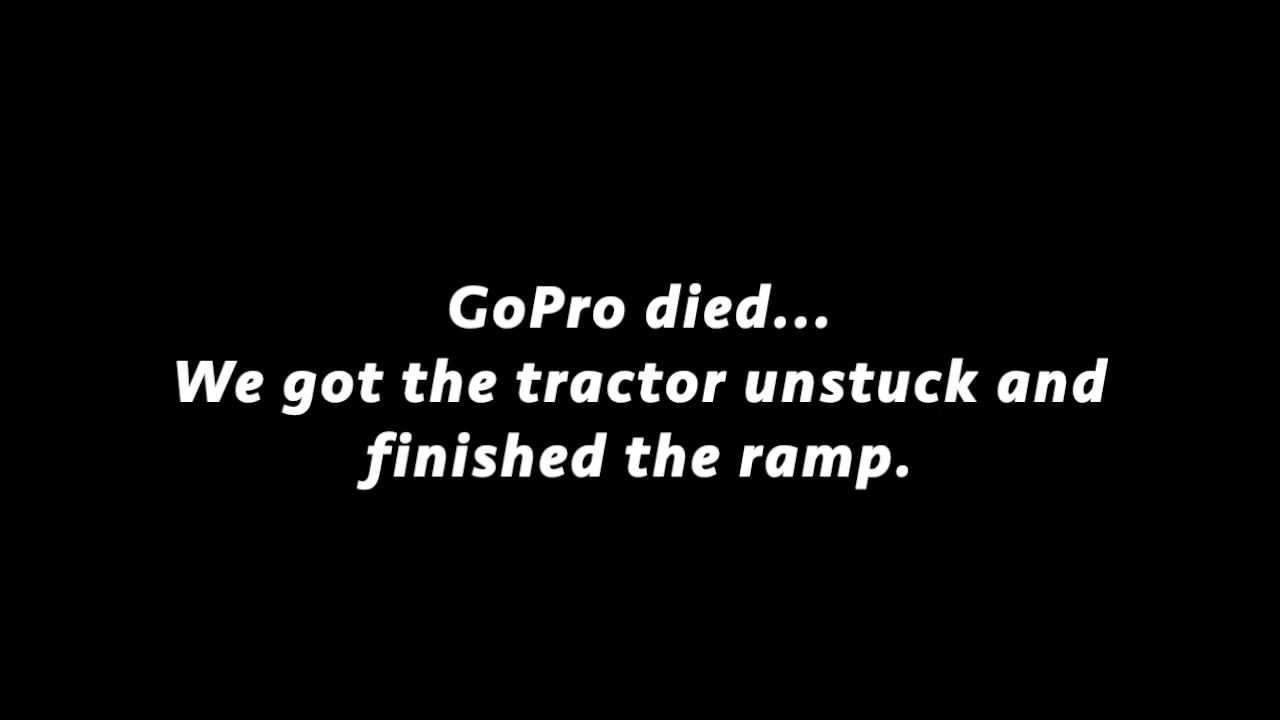 GoPro died...
We got the tractor unstuck and
finished the ramp.